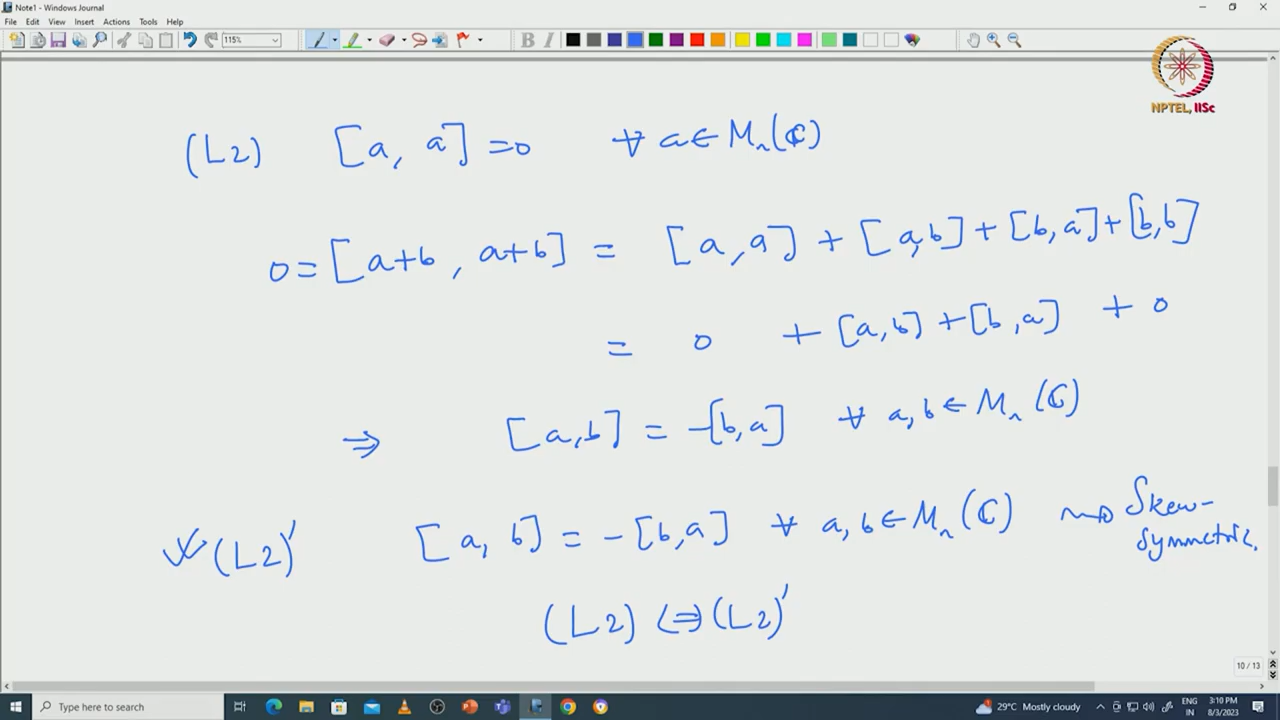 Note1 - Windows Journal
File Edit View Insert Actions Tools Help
115%
NPTEL, IISc
(L2) [a, a] = 0 ∀ a ∈ Mₙ(ℂ)
0 = [a+b, a+b] = [a, a] + [a,b] + [b, a] + [b, b]
= 0 + [a, b] + [b, a] + 0
⇒ [a,b] = -[b, a] ∀ a, b ∈ Mₙ(ℂ)
(L2)' [a, b] = -[b, a] ∀ a, b ∈ Mₙ(ℂ) ⇝ Skew-
symmetric.
(L2) ⇔ (L2)'
10 / 13
Type here to search
29°C Mostly cloudy
ENG
IN
3:10 PM
8/3/2023